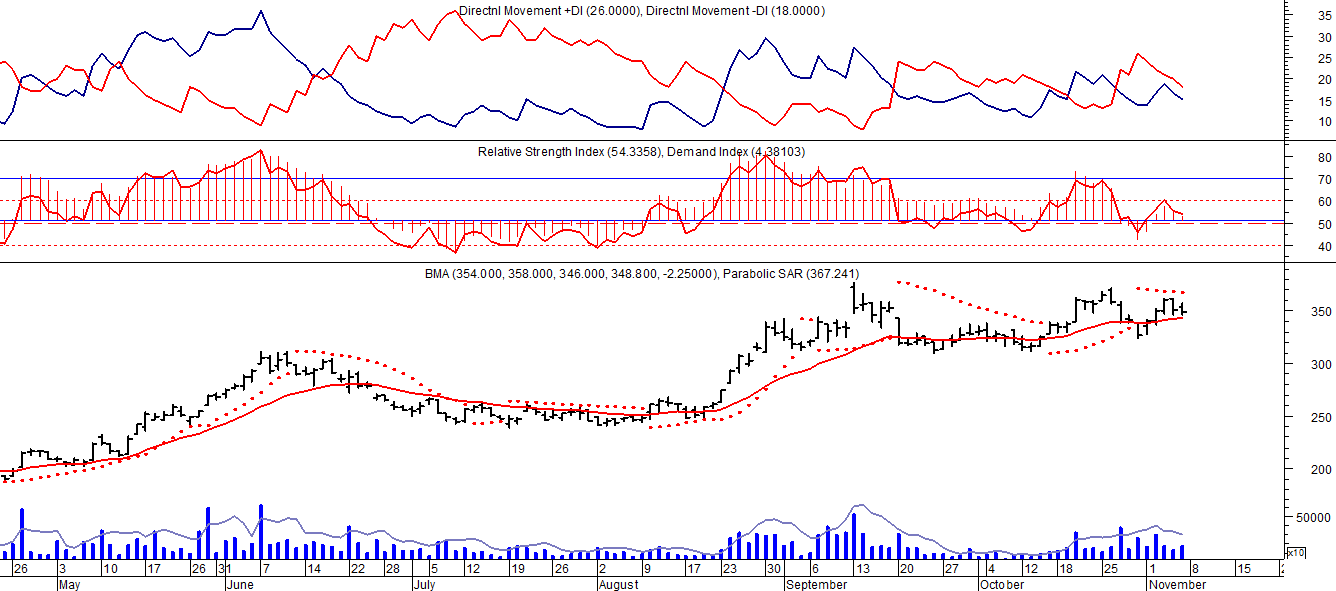 Directnl Movement +DI (26.0000), Directnl Movement -DI (18.0000)
35
30
25
20
15
10
Relative Strength Index (54.3358), Demand Index (4.38103)
80
70
60
50
40
BMA (354.000, 358.000, 346.000, 348.800, -2.25000), Parabolic SAR (367.241)
350
300
250
200
50000
x10
26 3 10 17 26 31 7 14 22 28 5 12 19 26 2 9 17 23 30 6 13 20 27 4 12 18 25 1 8 15 2
May June July August September October November